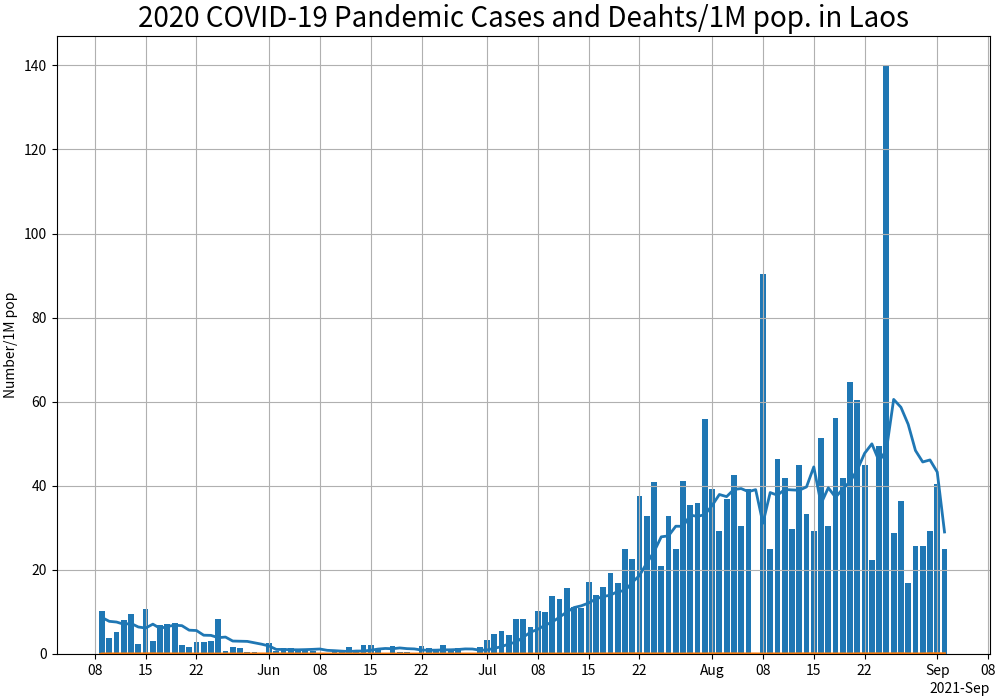 2020 COVID-19 Pandemic Cases and Deahts/1M pop. in Laos
140
120
100
80
60
40
20
0
Number/1M pop
08 15 22 Jun 08 15 22 Jul 08 15 22 Aug 08 15 22 Sep 08
2021-Sep